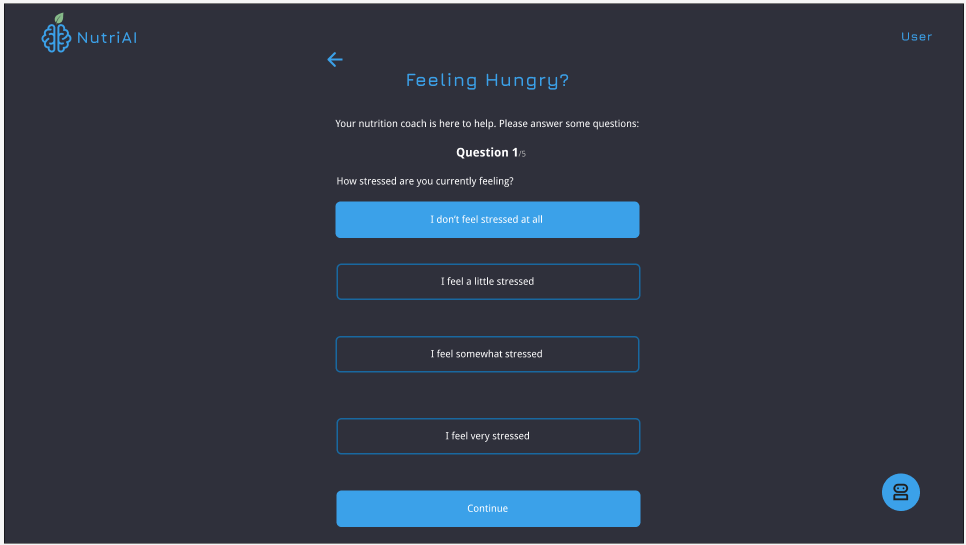 NutriAI
User
Feeling Hungry?
Your nutrition coach is here to help. Please answer some questions:
Question 1/5
How stressed are you currently feeling?
I don't feel stressed at all
I feel a little stressed
I feel somewhat stressed
I feel very stressed
Continue